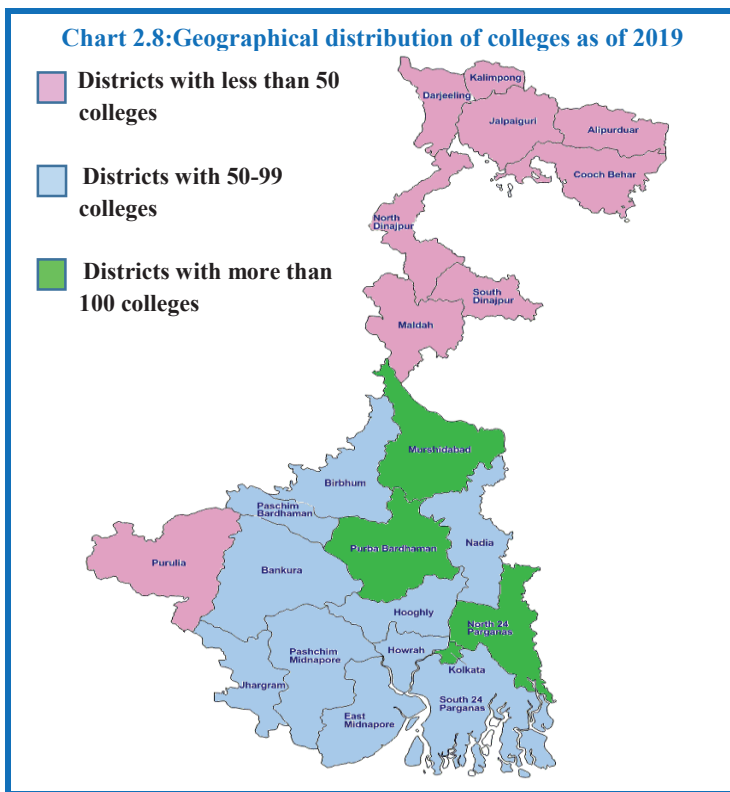 Chart 2.8:Geographical distribution of colleges as of 2019
Districts with less than 50
colleges
Districts with 50-99
colleges
Districts with more than
100 colleges
Kalimpong
Darjeeling
Jalpaiguri
Alipurduar
Cooch Behar
North
Dinajpur
South
Dinajpur
Maldah
Murshidabad
Birbhum
Paschim
Bardhaman
Purba Bardhaman
Nadia
Purulia
Bankura
Hooghly
North 24
Parganas
Pashchim
Midnapore
Howrah
Kolkata
Jhargram
South 24
Parganas
East
Midnapore